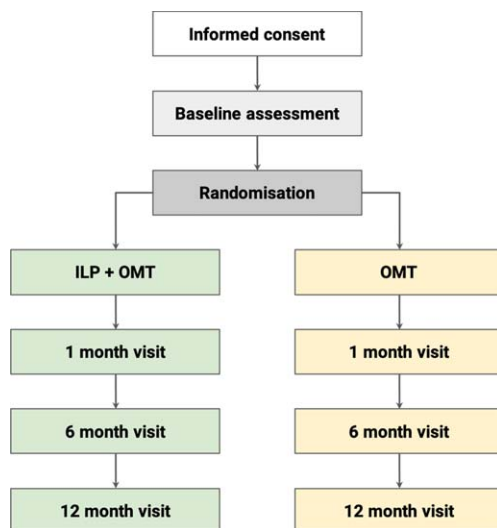 Informed consent
Baseline assessment
Randomisation
ILP + OMT
OMT
1 month visit
1 month visit
6 month visit
6 month visit
12 month visit
12 month visit